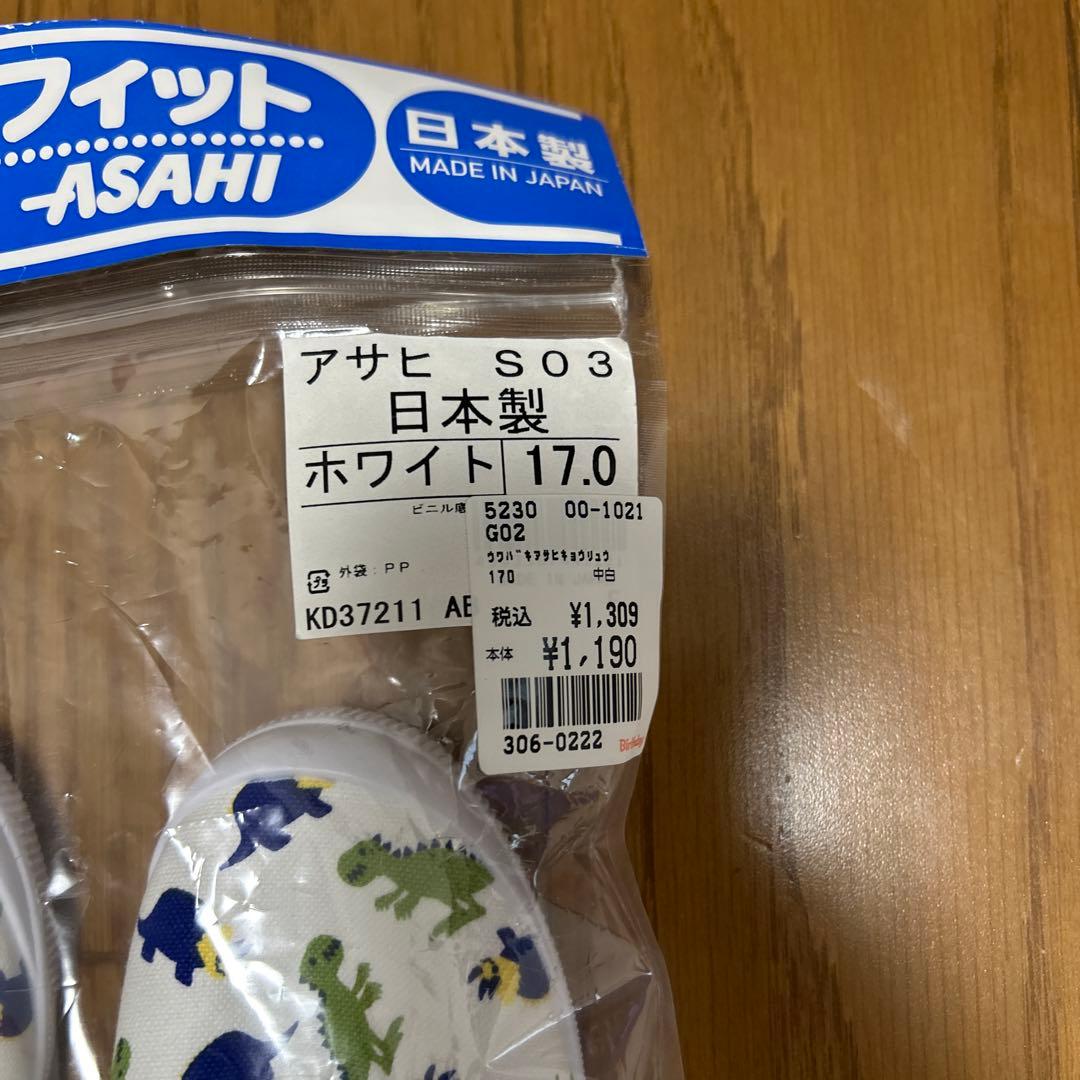 フィット
ASAHI
日本製
MADE IN JAPAN
アサヒ S03
日本製
ホワイト 17.0
ビニル底
プラ
外袋：PP
KD37211
5230 00-1021
G02
ｳﾜﾊﾞｷｱｻﾋｷｮｳﾘｭｳ
170 中白
税込 ¥1,309
本体 ¥1,190
306-0222
Birthday